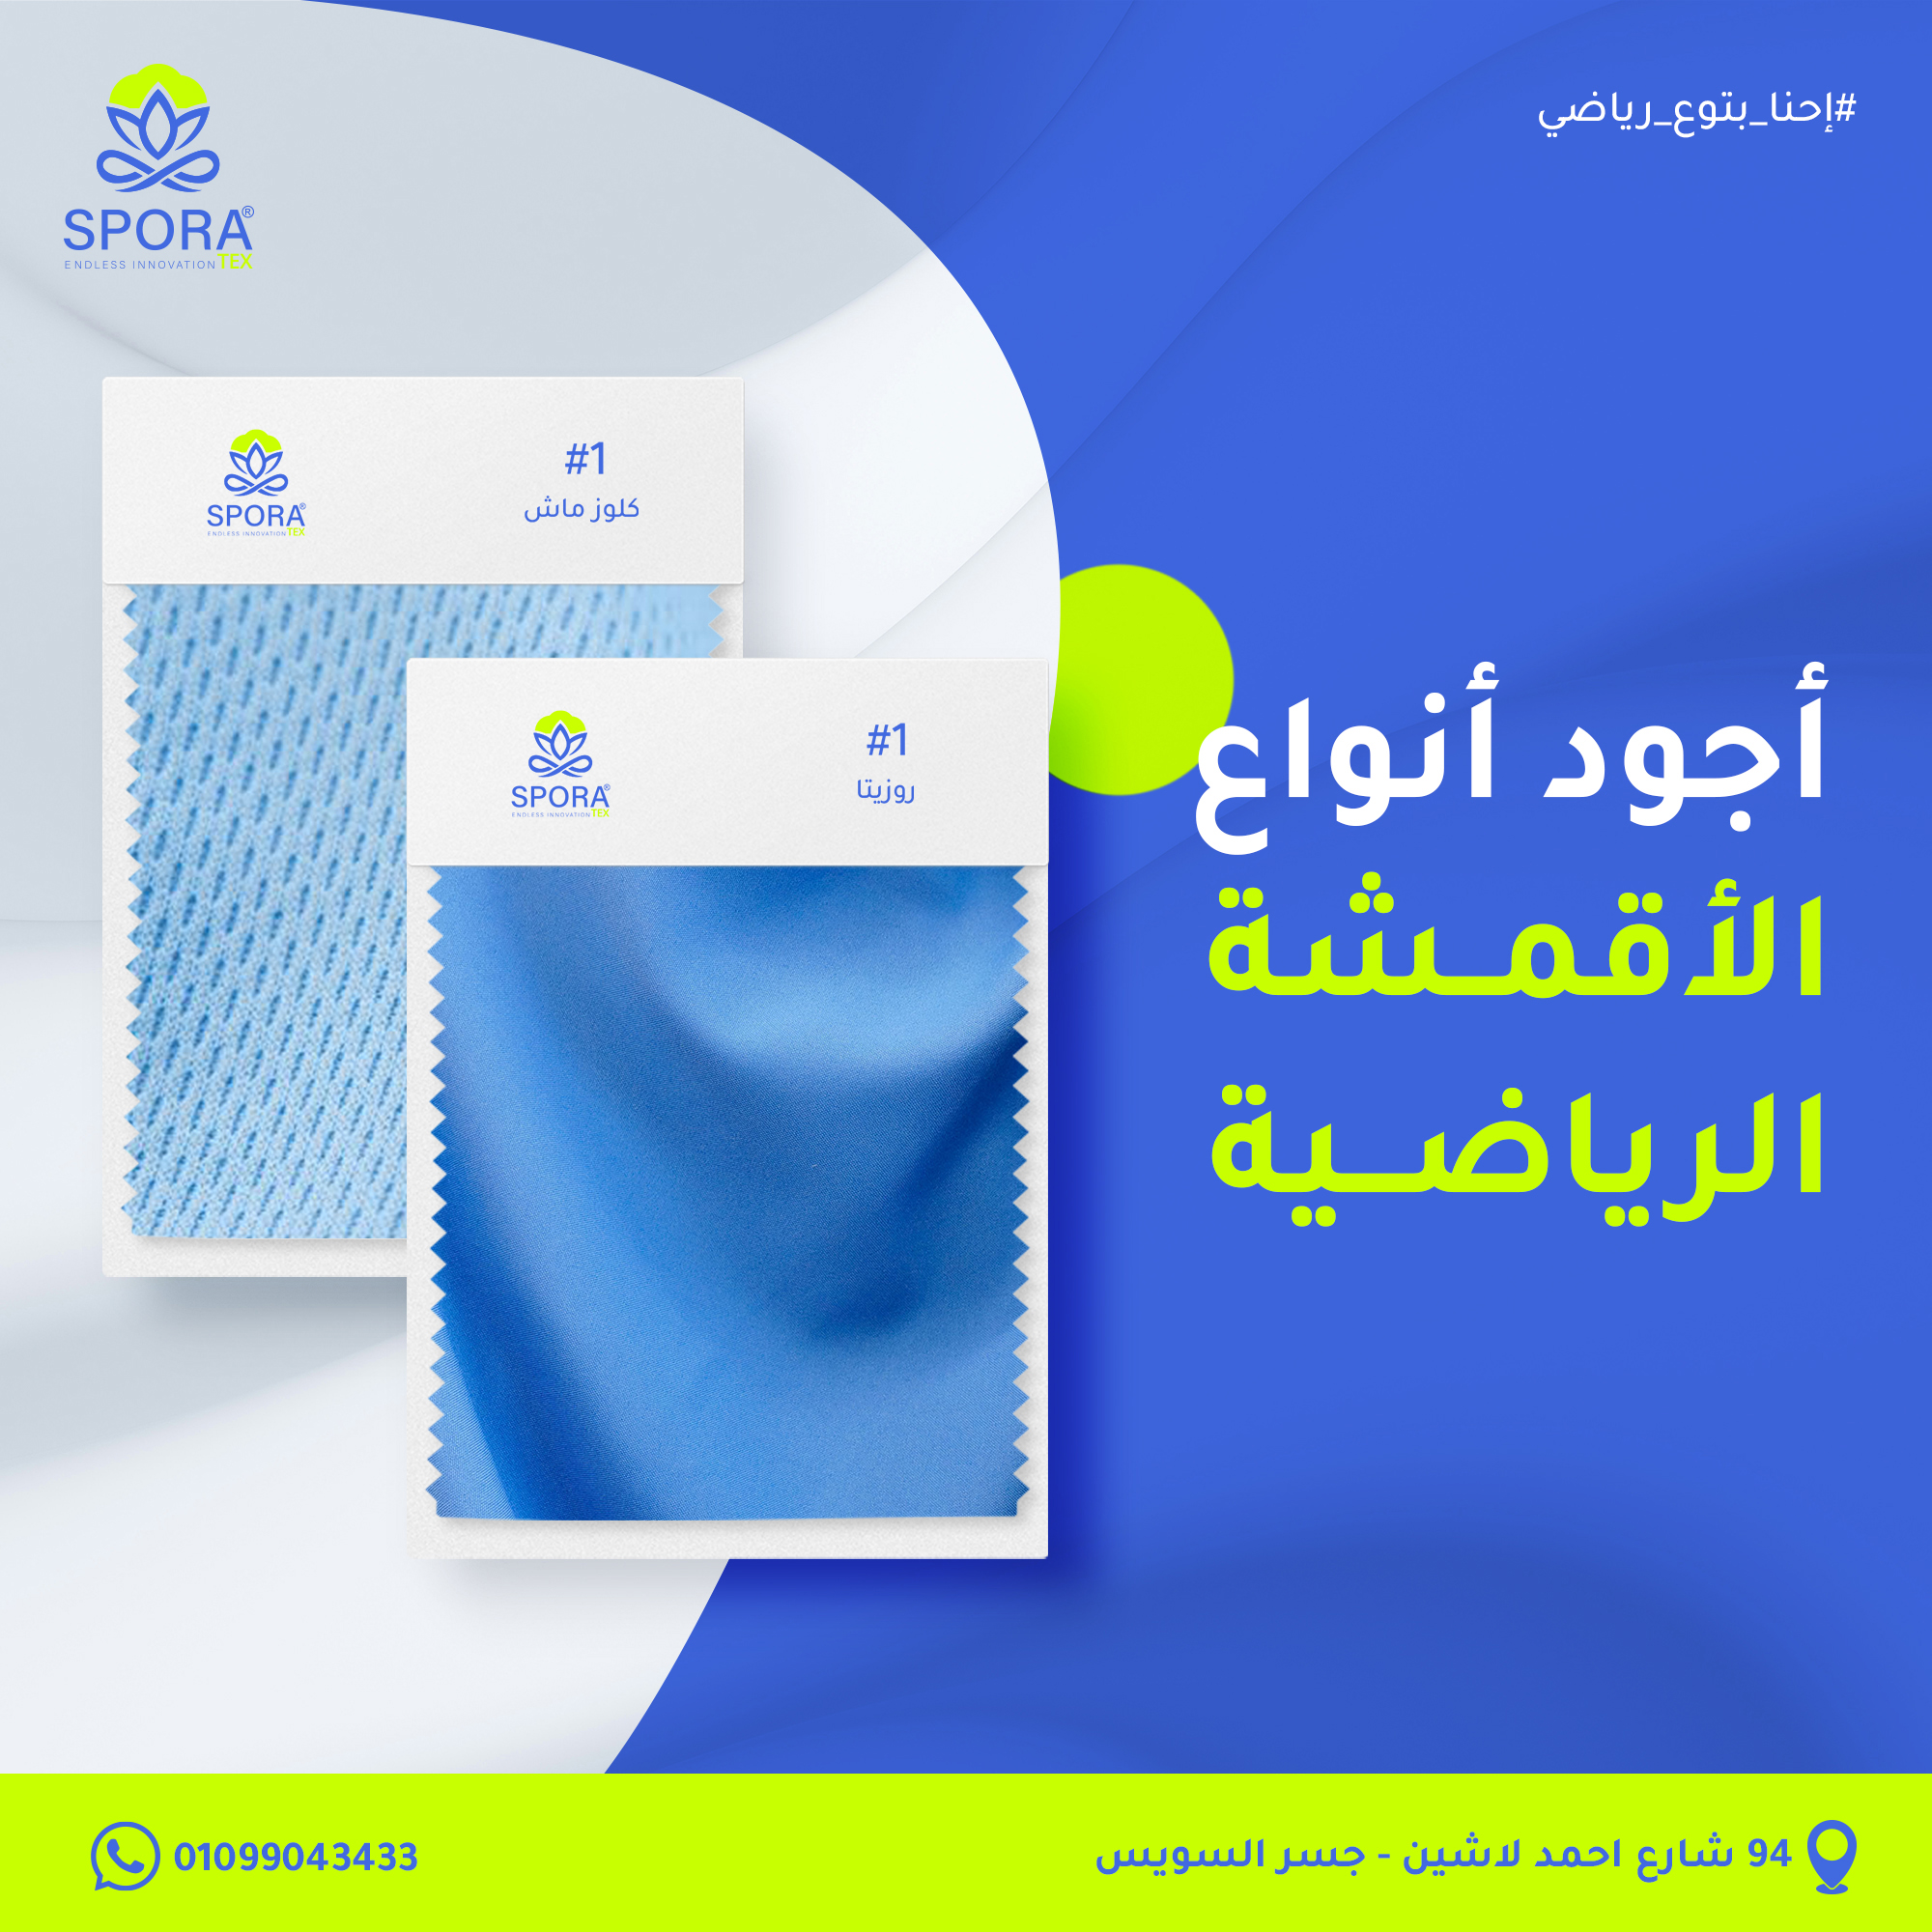 #إحنا_بتوع_رياضي
SPORA®
ENDLESS INNOVATION TEX
#1
كلوز ماش
SPORA®
ENDLESS INNOVATION TEX
#1
روزيتا
SPORA®
ENDLESS INNOVATION TEX
أجود أنواع
الأقمـشة
الرياضـية
94 شارع احمد لاشين - جسر السويس
01099043433